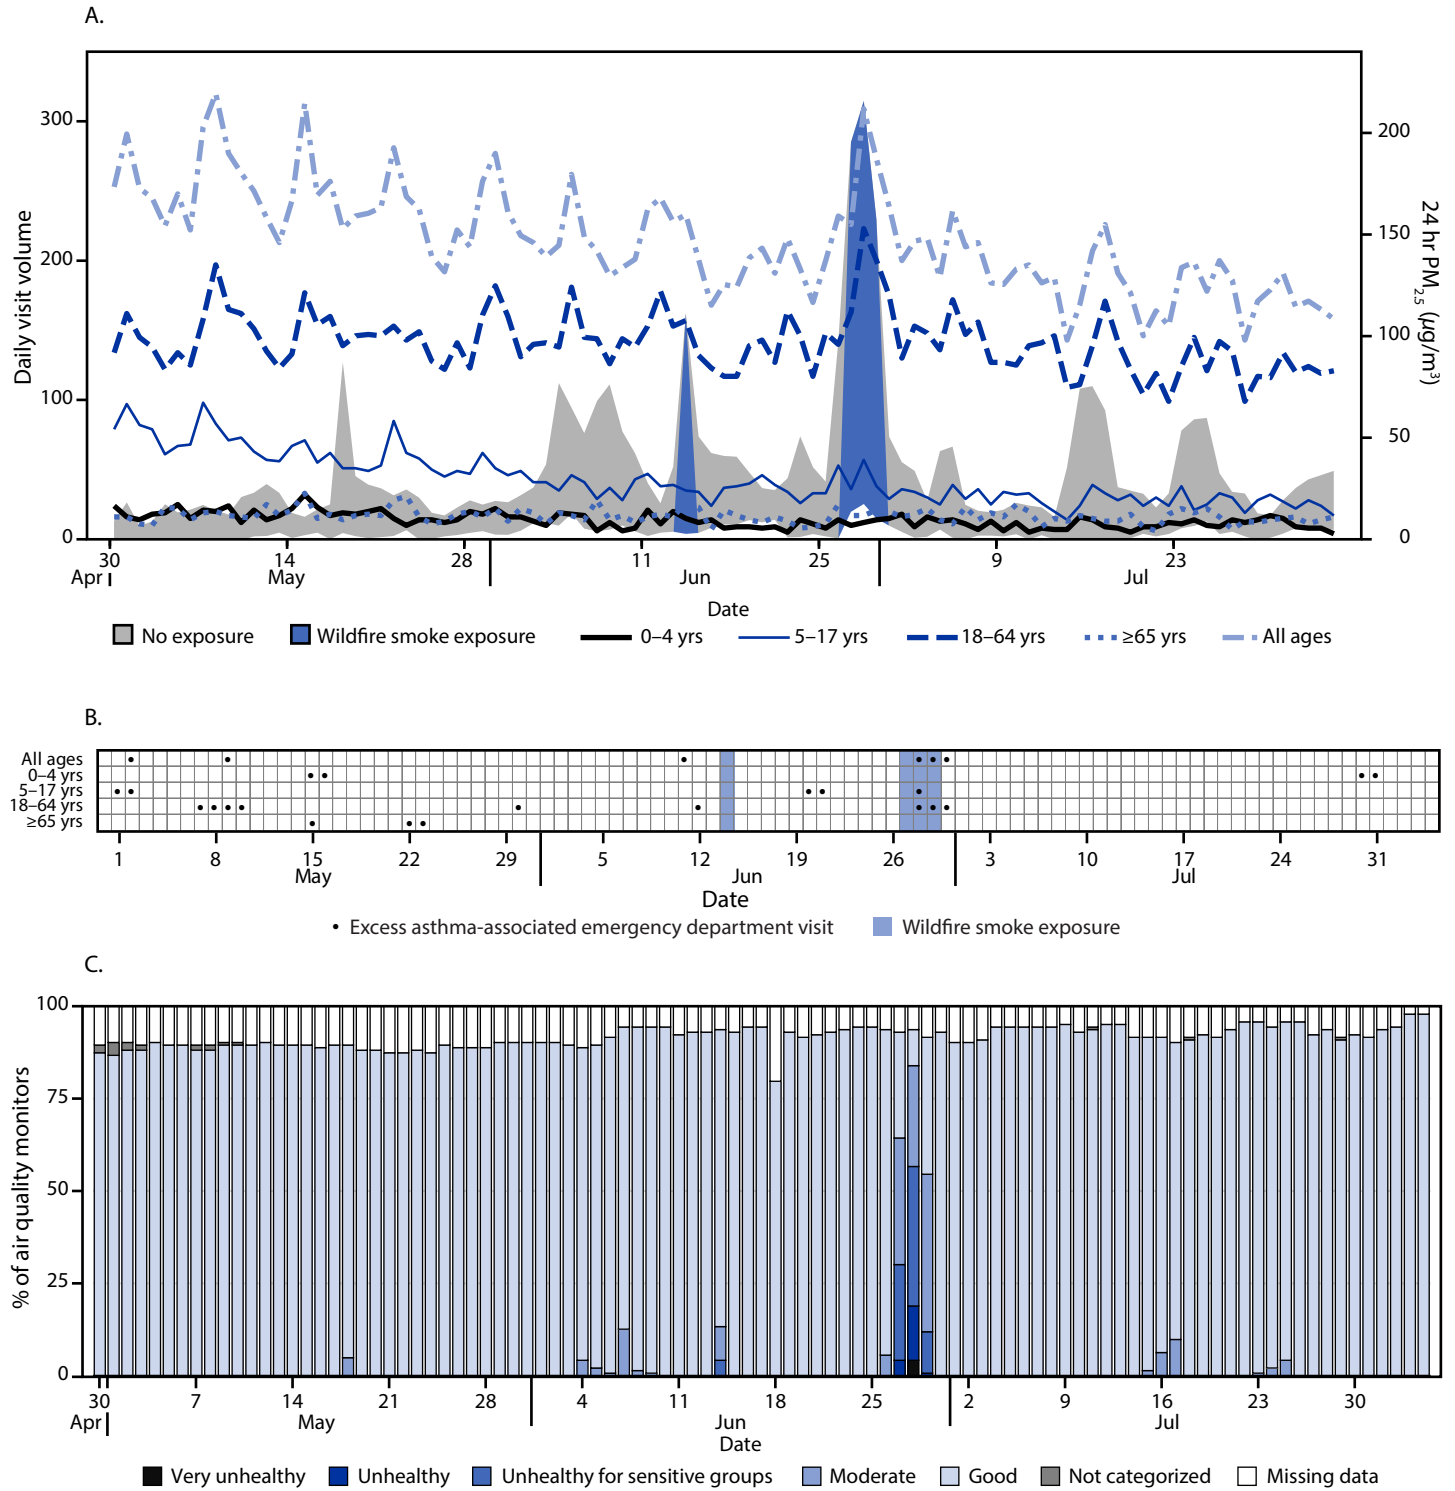 A.
300
200
100
0
Daily visit volume
200
150
100
50
0
24 hr PM2.5 (µg/m³)
30 14 28 11 25 9 23
Apr May Jun Jul
Date
No exposure Wildfire smoke exposure 0–4 yrs 5–17 yrs 18–64 yrs ≥65 yrs All ages
B.
All ages
0–4 yrs
5–17 yrs
18–64 yrs
≥65 yrs
1 8 15 22 29 5 12 19 26 3 10 17 24 31
May Jun Jul
Date
• Excess asthma-associated emergency department visit Wildfire smoke exposure
C.
100
75
50
25
0
% of air quality monitors
30 7 14 21 28 4 11 18 25 2 9 16 23 30
Apr May Jun Jul
Date
Very unhealthy Unhealthy Unhealthy for sensitive groups Moderate Good Not categorized Missing data